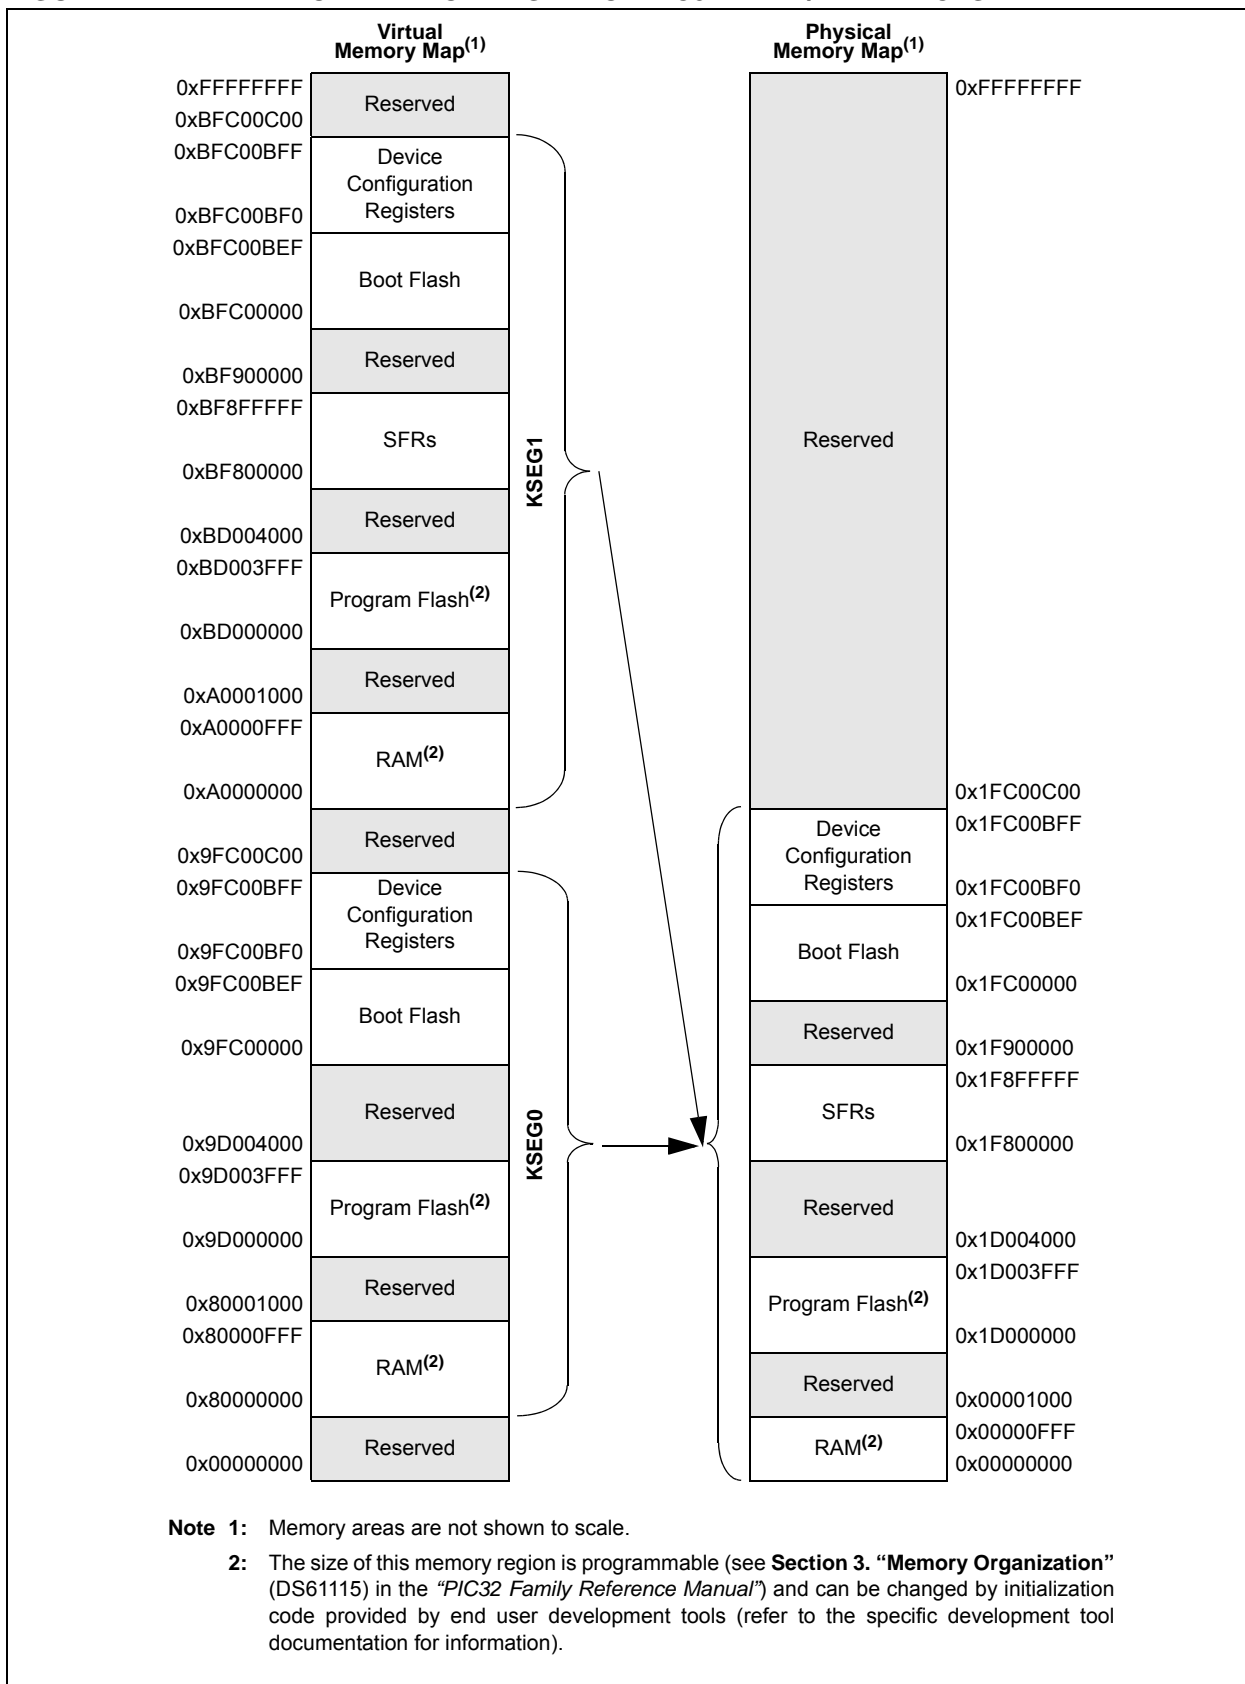 Virtual
Memory Map(1)
Physical
Memory Map(1)
0xFFFFFFFF
Reserved
0xBFC00C00
0xBFC00BFF
Device
Configuration
Registers
0xBFC00BF0
0xBFC00BEF
Boot Flash
0xBFC00000
Reserved
0xBF900000
0xBF8FFFFF
SFRs
0xBF800000
Reserved
0xBD004000
0xBD003FFF
Program Flash(2)
0xBD000000
Reserved
0xA0001000
0xA0000FFF
RAM(2)
0xA0000000
KSEG1
Reserved
0x9FC00C00
0x9FC00BFF
Device
Configuration
Registers
0x9FC00BF0
0x9FC00BEF
Boot Flash
0x9FC00000
Reserved
0x9D004000
0x9D003FFF
Program Flash(2)
0x9D000000
Reserved
0x80001000
0x80000FFF
RAM(2)
0x80000000
KSEG0
Reserved
0x00000000
0xFFFFFFFF
Reserved
0x1FC00C00
0x1FC00BFF
Device
Configuration
Registers
0x1FC00BF0
0x1FC00BEF
Boot Flash
0x1FC00000
Reserved
0x1F900000
0x1F8FFFFF
SFRs
0x1F800000
Reserved
0x1D004000
0x1D003FFF
Program Flash(2)
0x1D000000
Reserved
0x00001000
0x00000FFF
RAM(2)
0x00000000
Note 1: Memory areas are not shown to scale.
2: The size of this memory region is programmable (see Section 3. “Memory Organization”
(DS61115) in the “PIC32 Family Reference Manual”) and can be changed by initialization
code provided by end user development tools (refer to the specific development tool
documentation for information).